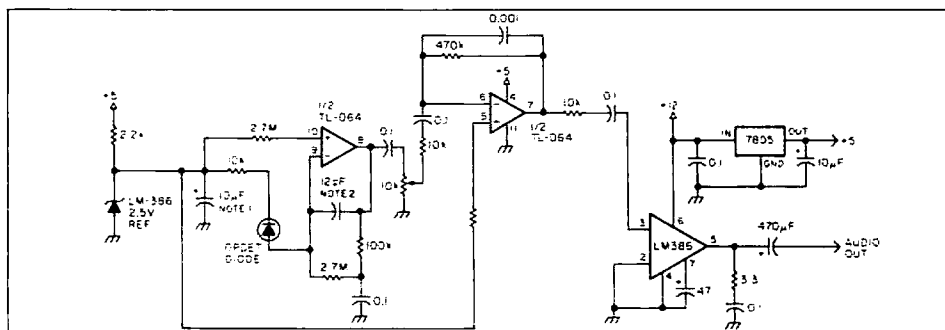 +5
2.2k
LM-386
2.5V
REF
10µF
NOTE 1
10k
2.7M
OPDET
DIODE
1/2
TL-064
10
9
8
12pF
NOTE 2
100k
2.7M
0.1
0.1
10k
0.1
10k
470k
0.001
+5
6
5
4
11
7
1/2
TL-064
10k
0.1
+12
IN
7805
OUT
GND
+5
0.1
10µF
3
2
6
LM386
5
4
7
47
470µF
AUDIO
OUT
3.3
0.1